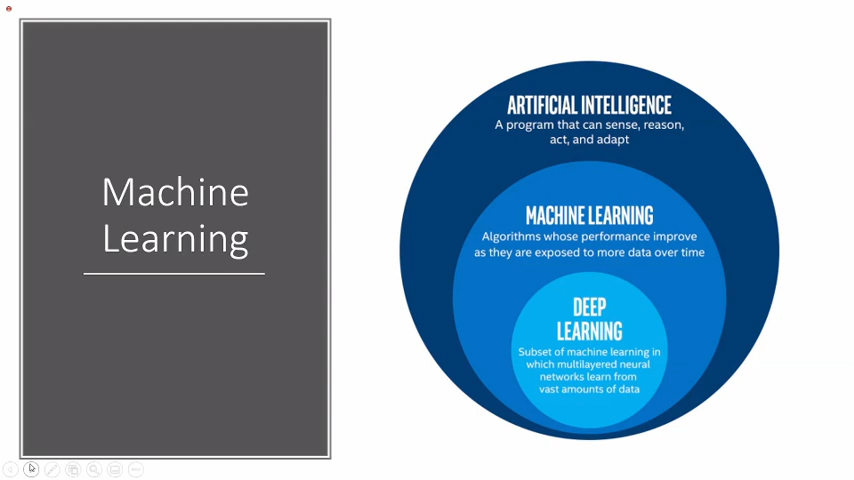 Machine
Learning
ARTIFICIAL INTELLIGENCE
A program that can sense, reason,
act, and adapt
MACHINE LEARNING
Algorithms whose performance improve
as they are exposed to more data over time
DEEP
LEARNING
Subset of machine learning in
which multilayered neural
networks learn from
vast amounts of data